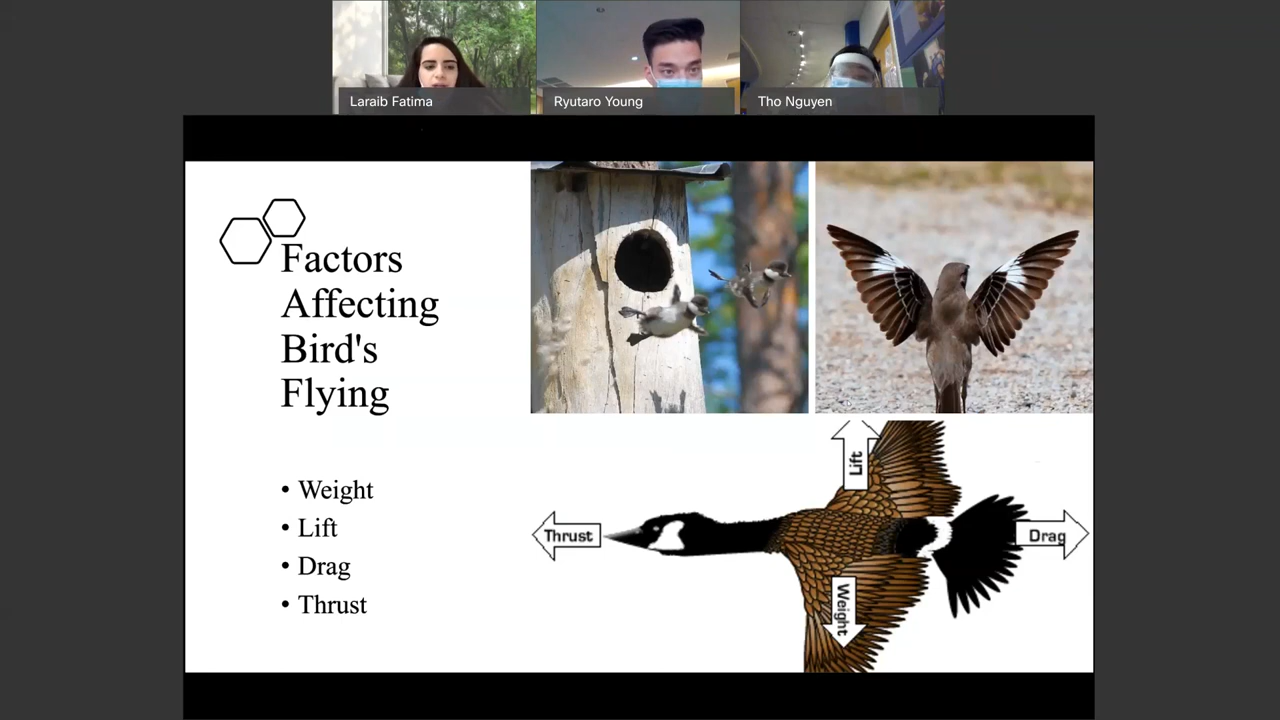 Laraib Fatima
Ryutaro Young
Tho Nguyen
Factors
Affecting
Bird's
Flying
• Weight
• Lift
• Drag
• Thrust
Lift
Thrust
Drag
Weight